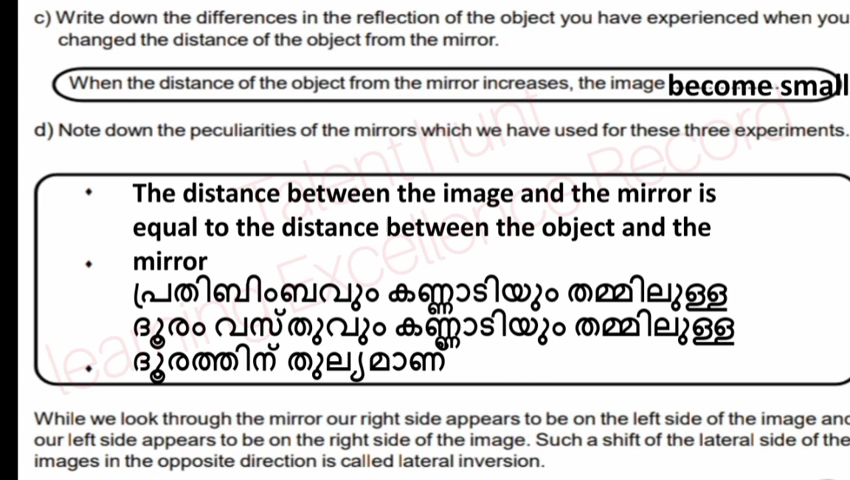 c) Write down the differences in the reflection of the object you have experienced when you
changed the distance of the object from the mirror.
When the distance of the object from the mirror increases, the image become small
d) Note down the peculiarities of the mirrors which we have used for these three experiments.
• The distance between the image and the mirror is
equal to the distance between the object and the
• mirror
പ്രതിബിംബവും കണ്ണാടിയും തമ്മിലുള്ള
ദൂരം വസ്തുവും കണ്ണാടിയും തമ്മിലുള്ള
• ദൂരത്തിന് തുല്യമാണ്
Talent Hunt
learning Excellence Record
While we look through the mirror our right side appears to be on the left side of the image and
our left side appears to be on the right side of the image. Such a shift of the lateral side of the
images in the opposite direction is called lateral inversion.